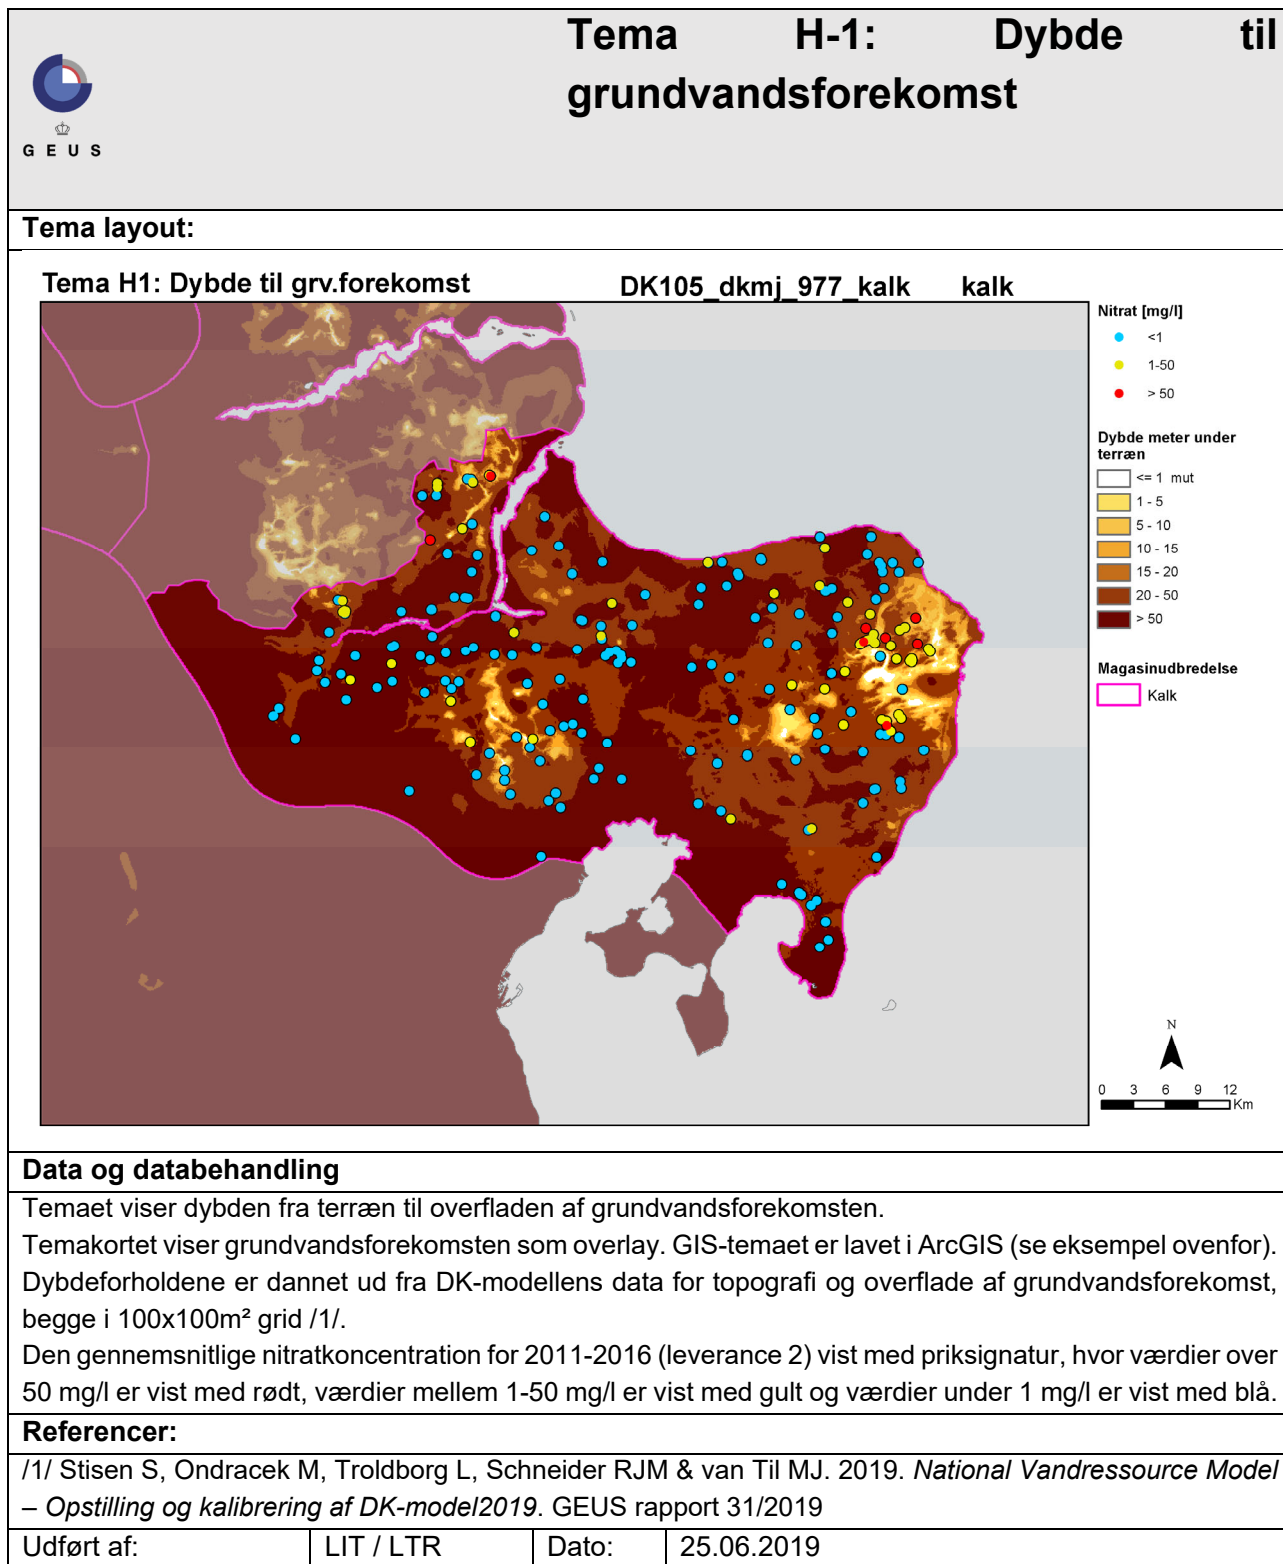 Tema H-1: Dybde til
grundvandsforekomst
G E U S
Tema layout:
Tema H1: Dybde til grv.forekomst
DK105_dkmj_977_kalk kalk
Nitrat [mg/l]
<1
1-50
> 50
Dybde meter under
terræn
<= 1 mut
1 - 5
5 - 10
10 - 15
15 - 20
20 - 50
> 50
Magasinudbredelse
Kalk
N
0 3 6 9 12
Km
Data og databehandling
Temaet viser dybden fra terræn til overfladen af grundvandsforekomsten.
Temakortet viser grundvandsforekomsten som overlay. GIS-temaet er lavet i ArcGIS (se eksempel ovenfor).
Dybdeforholdene er dannet ud fra DK-modellens data for topografi og overflade af grundvandsforekomst,
begge i 100x100m² grid /1/.
Den gennemsnitlige nitratkoncentration for 2011-2016 (leverance 2) vist med priksignatur, hvor værdier over
50 mg/l er vist med rødt, værdier mellem 1-50 mg/l er vist med gult og værdier under 1 mg/l er vist med blå.
Referencer:
/1/ Stisen S, Ondracek M, Troldborg L, Schneider RJM & van Til MJ. 2019. National Vandressource Model
– Opstilling og kalibrering af DK-model2019. GEUS rapport 31/2019
Udført af: LIT / LTR Dato: 25.06.2019